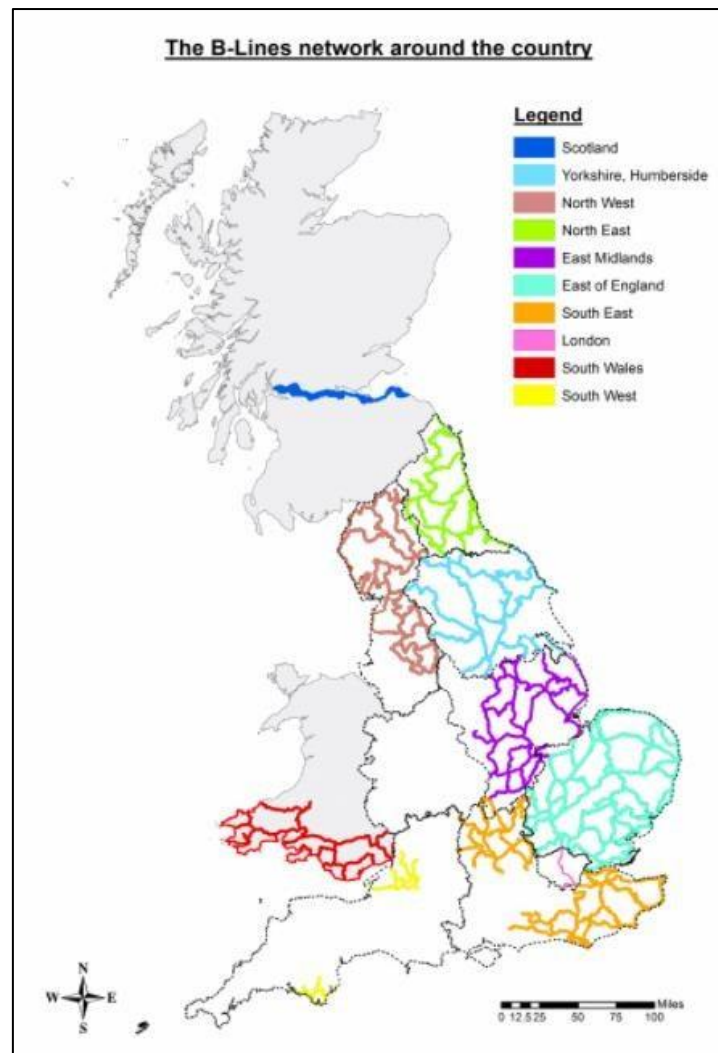 The B-Lines network around the country
Legend
Scotland
Yorkshire, Humberside
North West
North East
East Midlands
East of England
South East
London
South Wales
South West
N
W E
S
Miles
0 12.5 25 50 75 100